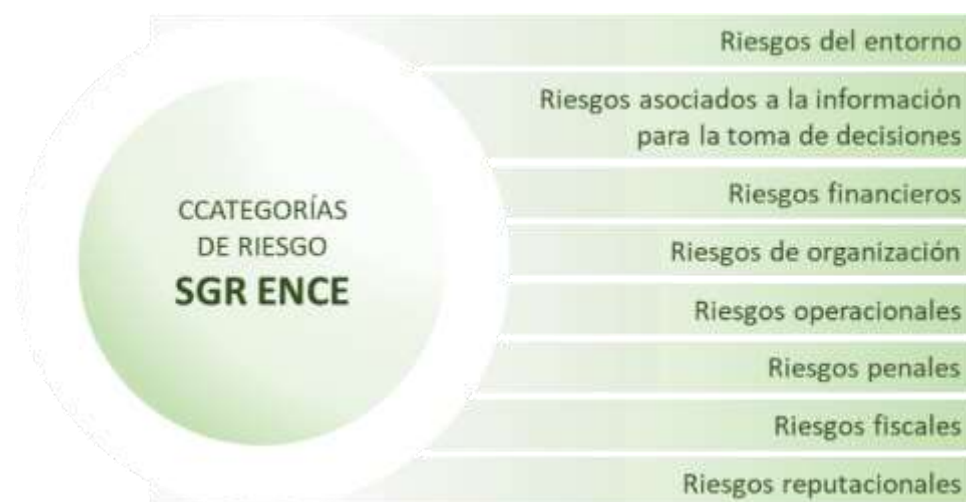 CCATEGORÍAS
DE RIESGO
SGR ENCE
Riesgos del entorno
Riesgos asociados a la información
para la toma de decisiones
Riesgos financieros
Riesgos de organización
Riesgos operacionales
Riesgos penales
Riesgos fiscales
Riesgos reputacionales